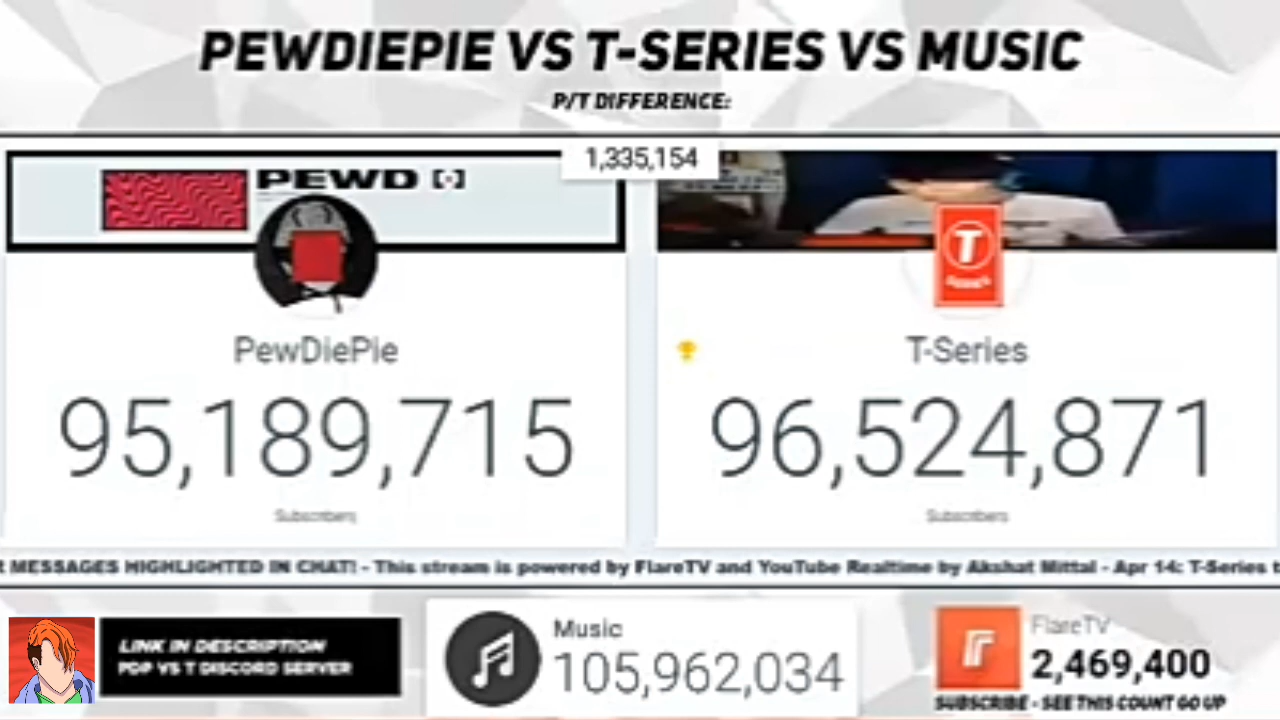 PEWDIEPIE VS T-SERIES VS MUSIC
P/T DIFFERENCE:
1,335,154
PEWD
T
SERIES
PewDiePie
T-Series
95,189,715
96,524,871
Subscribers
Subscribers
MESSAGES HIGHLIGHTED IN CHAT! - This stream is powered by FlareTV and YouTube Realtime by Akshat Mittal - Apr 14: T-Series
LINK IN DESCRIPTION
PDP VS T DISCORD SERVER
Music
105,962,034
FlareTV
2,469,400
SUBSCRIBE - SEE THIS COUNT GO UP